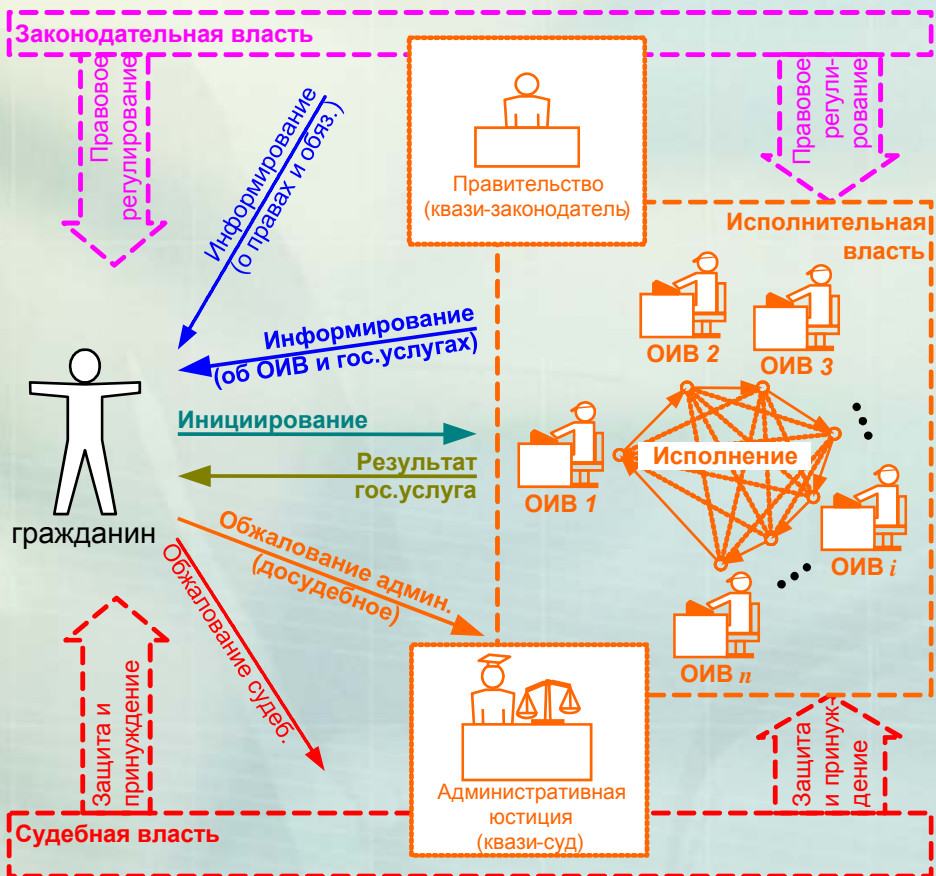 Законодательная власть
Правовое
регулирование
Информирование
(о правах и обяз.)
Правительство
(квази-законодатель)
Правовое
регули-
рование
Исполнительная
власть
ОИВ 2
ОИВ 3
Информирование
(об ОИВ и гос.услугах)
Инициирование
Результат
гос.услуга
ОИВ 1
Исполнение
ОИВ i
ОИВ n
гражданин
Обжалование админ.
(досудебное)
Обжалование судеб.
Защита и
принуждение
Административная
юстиция
(квази-суд)
Защита
и принуж-
дение
Судебная власть